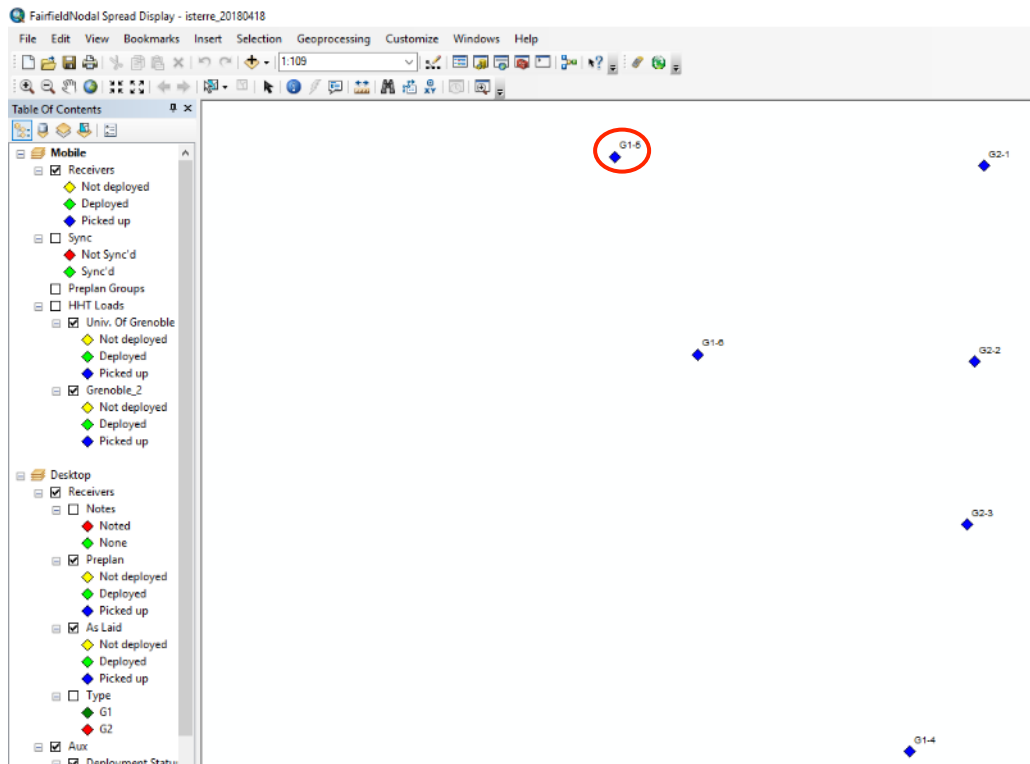 FairfieldNodal Spread Display - isterre_20180418
File Edit View Bookmarks Insert Selection Geoprocessing Customize Windows Help
1:109
Table Of Contents
Mobile
Receivers
Not deployed
Deployed
Picked up
Sync
Not Sync'd
Sync'd
Preplan Groups
HHT Loads
Univ. Of Grenoble
Not deployed
Deployed
Picked up
Grenoble_2
Not deployed
Deployed
Picked up
Desktop
Receivers
Notes
Noted
None
Preplan
Not deployed
Deployed
Picked up
As Laid
Not deployed
Deployed
Picked up
Type
G1
G2
Aux
Deployment Statu
G1-5
G2-1
G1-6
G2-2
G2-3
G1-4